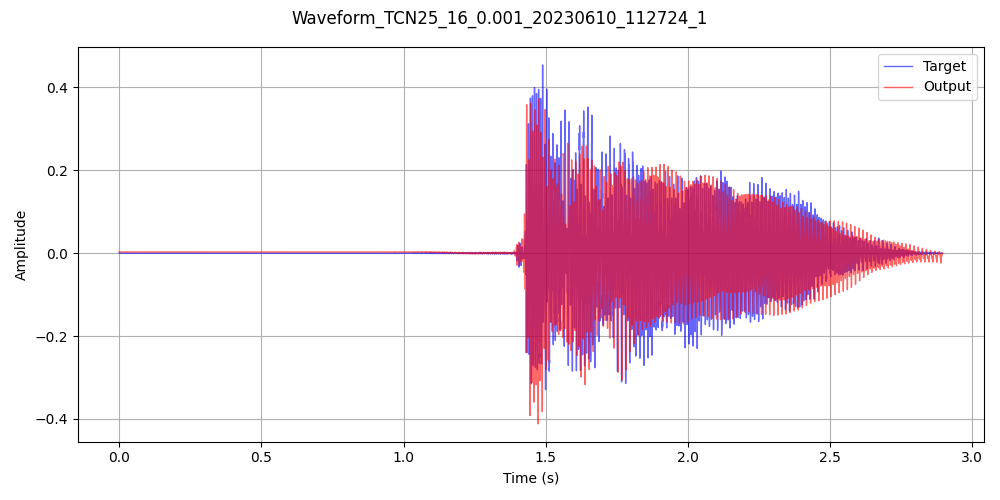 Waveform_TCN25_16_0.001_20230610_112724_1
Target
Output
Amplitude
0.4
0.2
0.0
−0.2
−0.4
0.0 0.5 1.0 1.5 2.0 2.5 3.0
Time (s)